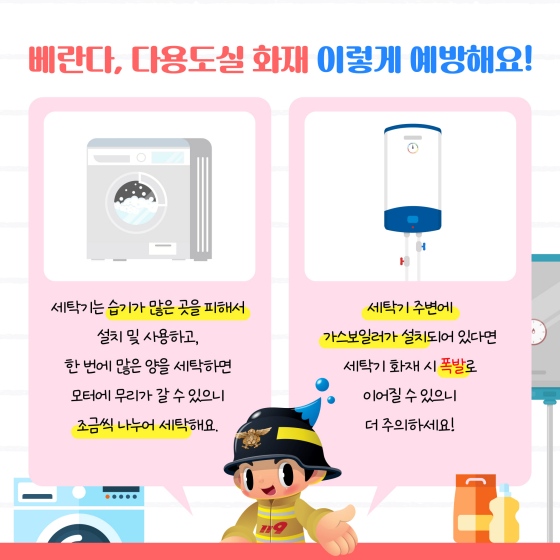 베란다, 다용도실 화재 이렇게 예방해요!
세탁기는 습기가 많은 곳을 피해서
설치 및 사용하고,
한 번에 많은 양을 세탁하면
모터에 무리가 갈 수 있으니
조금씩 나누어 세탁해요.
세탁기 주변에
가스보일러가 설치되어 있다면
세탁기 화재 시 폭발로
이어질 수 있으니
더 주의하세요!
119